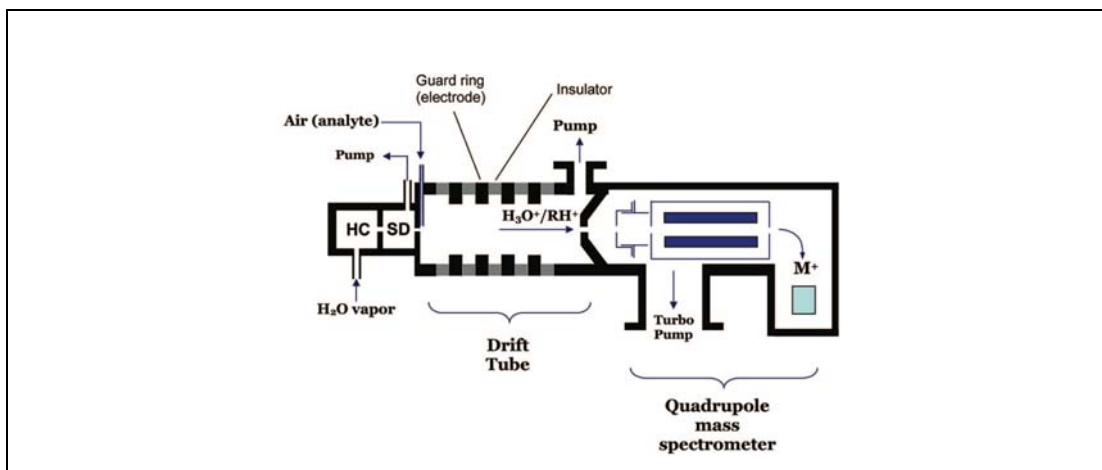 Guard ring
(electrode)
Insulator
Air (analyte)
Pump
Pump
HC
SD
H₃O⁺/RH⁺
M⁺
H₂O vapor
Turbo
Pump
Drift
Tube
Quadrupole
mass
spectrometer